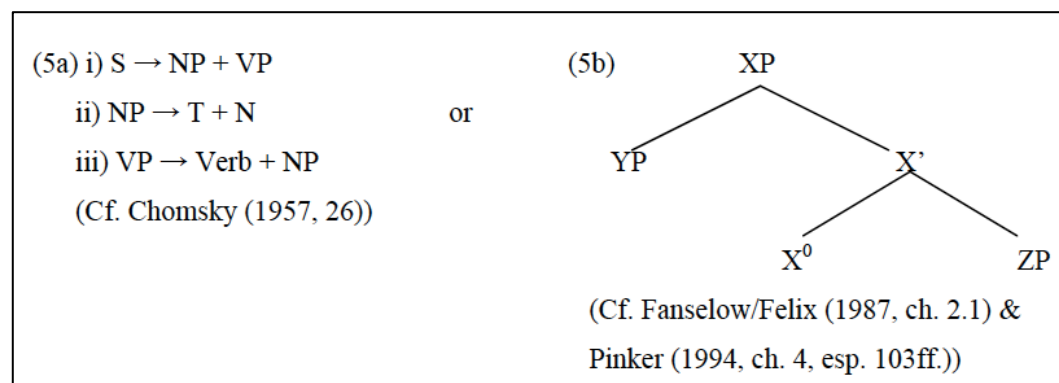 (5a) i) S → NP + VP
ii) NP → T + N
iii) VP → Verb + NP
(Cf. Chomsky (1957, 26))
or
(5b) XP
YP X’
X⁰ ZP
(Cf. Fanselow/Felix (1987, ch. 2.1) &
Pinker (1994, ch. 4, esp. 103ff.))